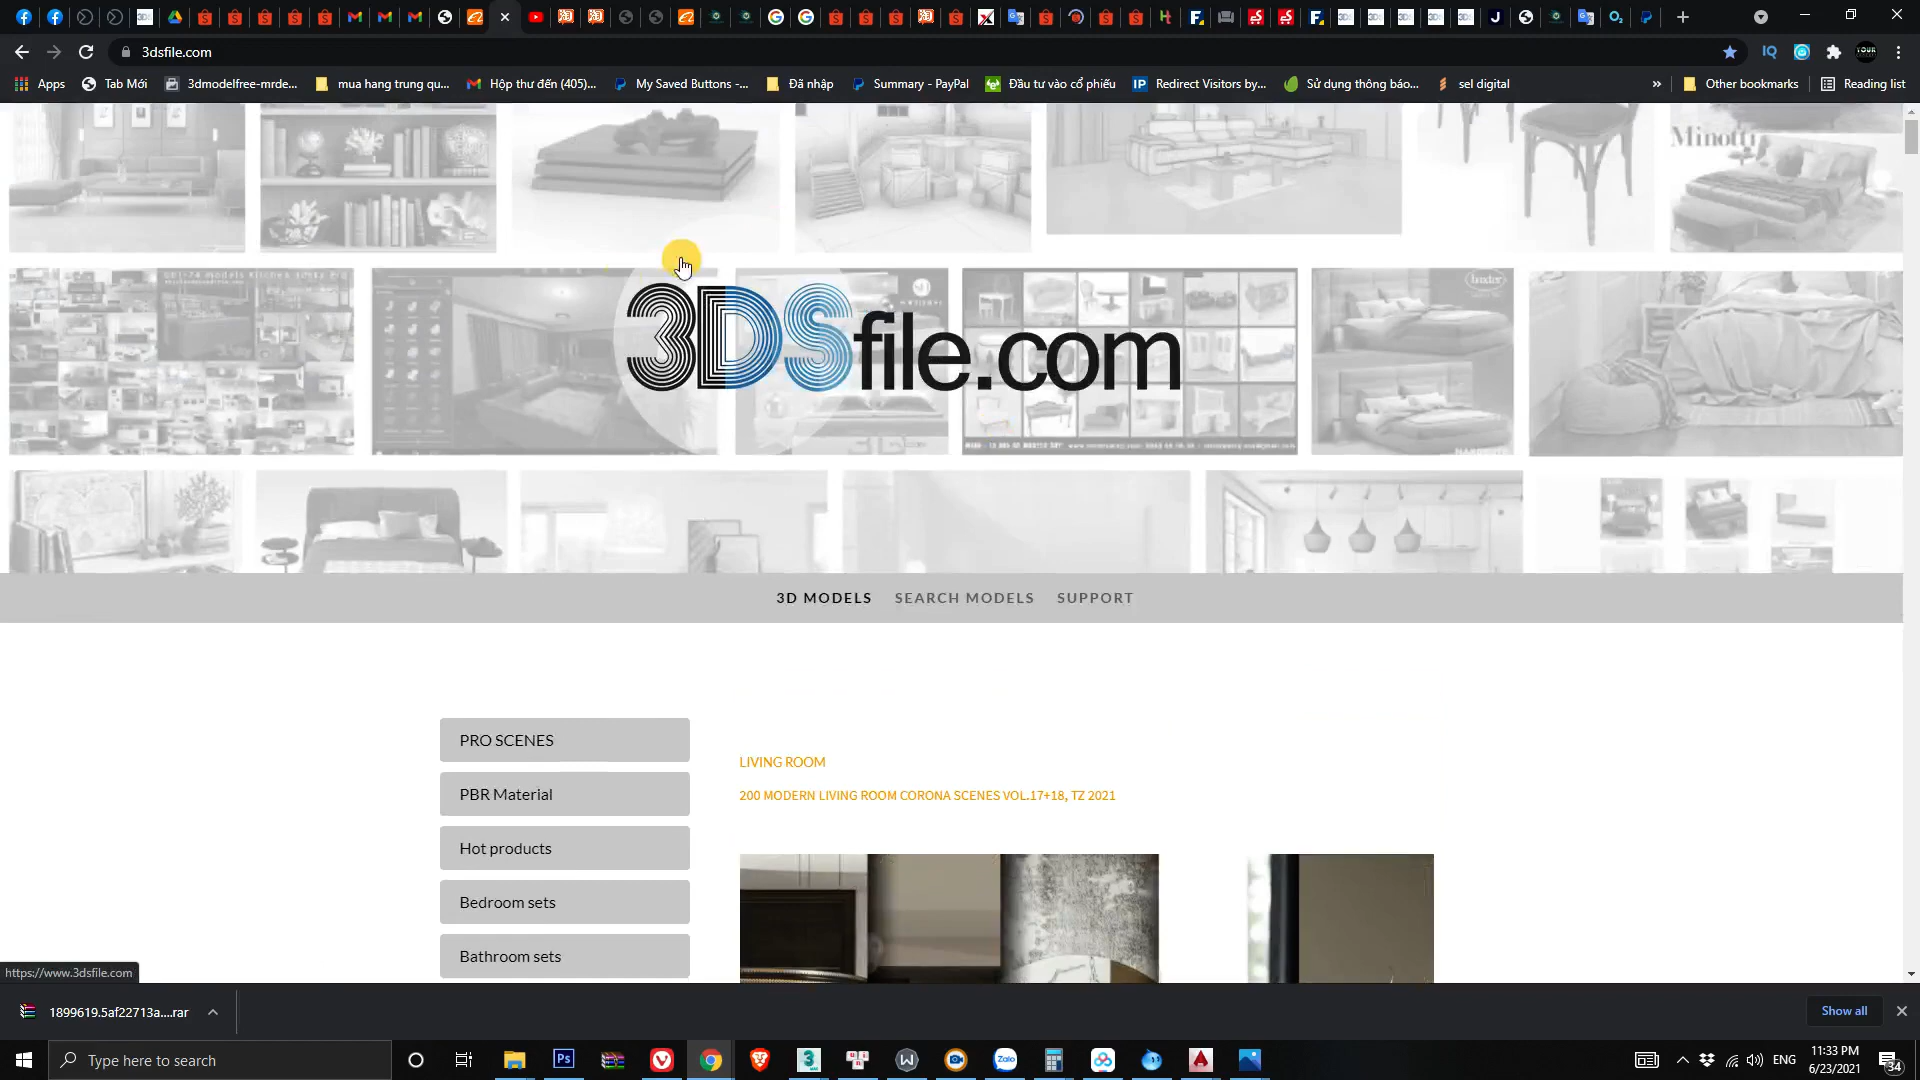 3dsfile.com
Apps
Tab Mới
3dmodelfree-mrde...
mua hang trung qu...
Hộp thư đến (405)...
My Saved Buttons -...
Đã nhập
Summary - PayPal
Đầu tư vào cổ phiếu
IP
Redirect Visitors by...
Sử dụng thông báo...
sel digital
»
Other bookmarks
Reading list
Minotti
3DSfile.com
3D MODELS
SEARCH MODELS
SUPPORT
PRO SCENES
PBR Material
Hot products
Bedroom sets
Bathroom sets
LIVING ROOM
200 MODERN LIVING ROOM CORONA SCENES VOL.17+18, TZ 2021
https://www.3dsfile.com
1899619.5af22713a....rar
Show all
Type here to search
ENG
11:33 PM
6/23/2021
34